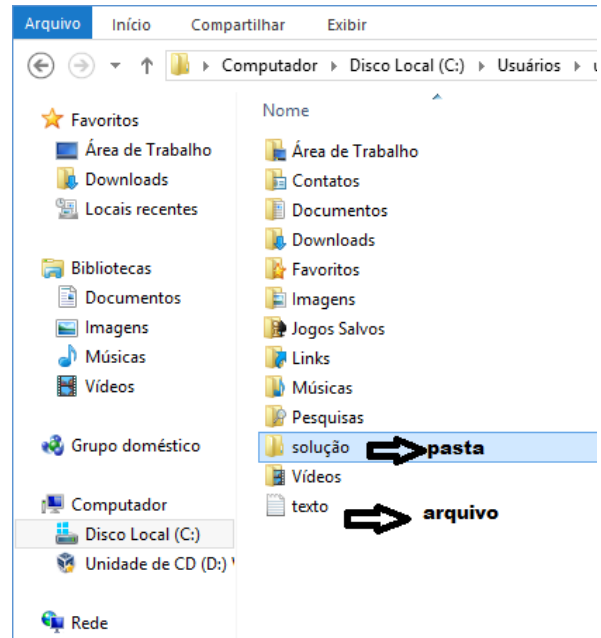 Arquivo Início Compartilhar Exibir
Computador Disco Local (C:) Usuários
Favoritos
Área de Trabalho
Downloads
Locais recentes
Bibliotecas
Documentos
Imagens
Músicas
Vídeos
Grupo doméstico
Computador
Disco Local (C:)
Unidade de CD (D:)
Rede
Nome
Área de Trabalho
Contatos
Documentos
Downloads
Favoritos
Imagens
Jogos Salvos
Links
Músicas
Pesquisas
solução pasta
Vídeos
texto arquivo